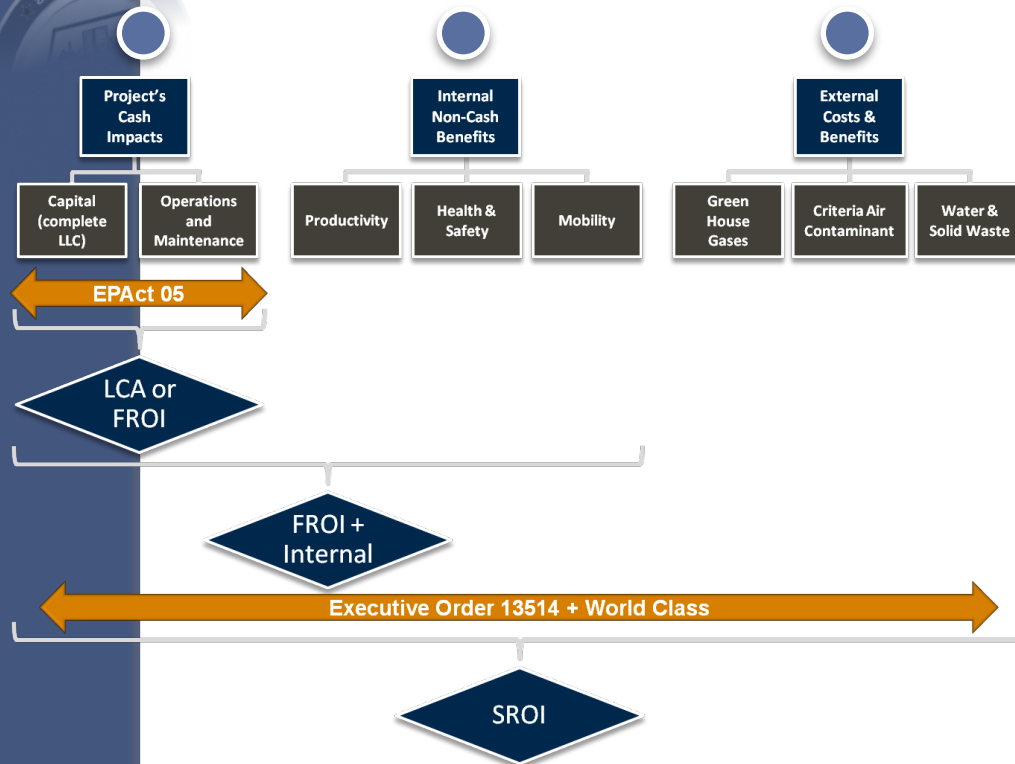 Project's
Cash
Impacts
Internal
Non-Cash
Benefits
External
Costs &
Benefits
Capital
(complete
LLC)
Operations
and
Maintenance
Productivity
Health &
Safety
Mobility
Green
House
Gases
Criteria Air
Contaminant
Water &
Solid Waste
EPAct 05
LCA or
FROI
FROI +
Internal
Executive Order 13514 + World Class
SROI